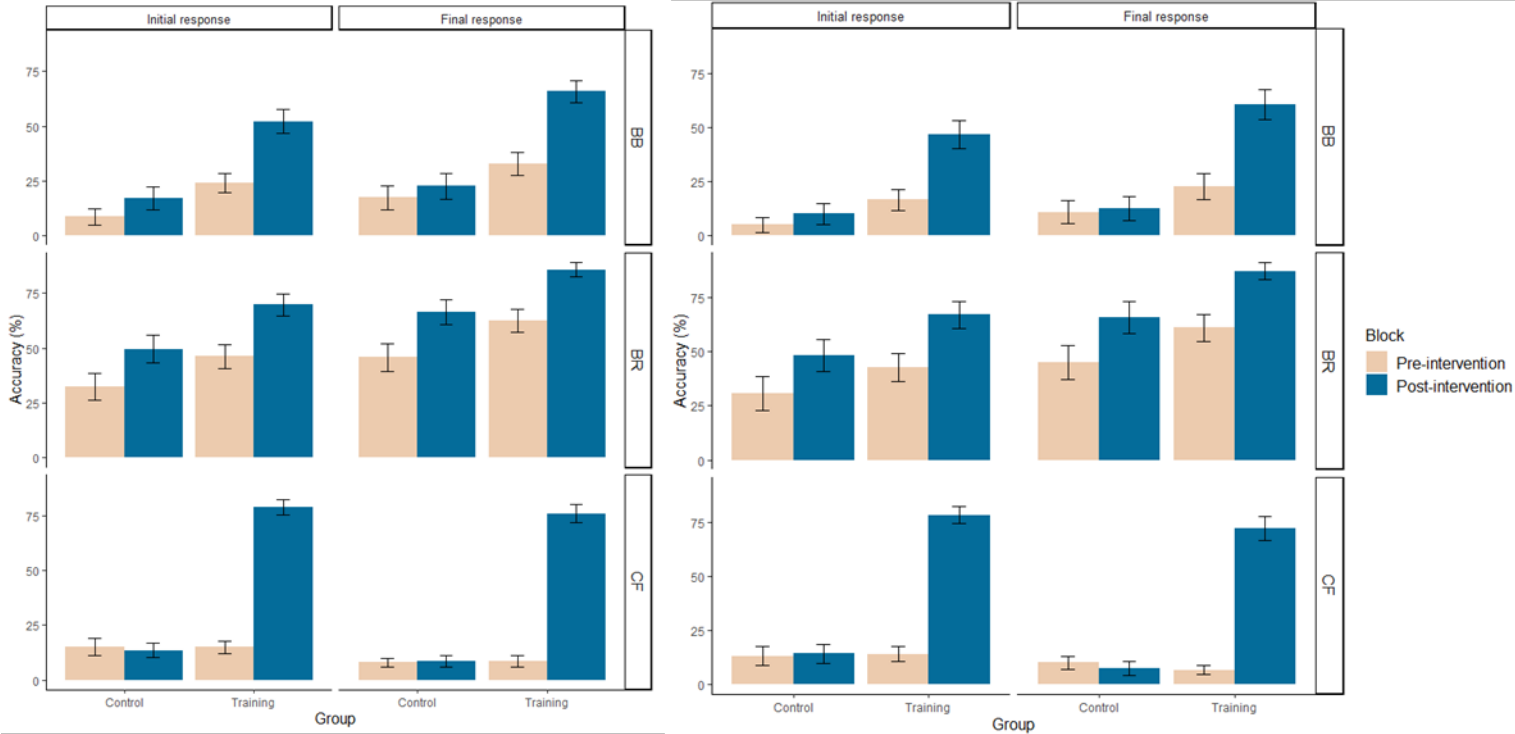 Initial response
Final response
75
50
25
0
BB
75
50
25
0
BR
Accuracy (%)
75
50
25
0
CF
Control
Training
Control
Training
Group
Initial response
Final response
75
50
25
0
BB
75
50
25
0
BR
Accuracy (%)
75
50
25
0
CF
Control
Training
Control
Training
Group
Block
Pre-intervention
Post-intervention